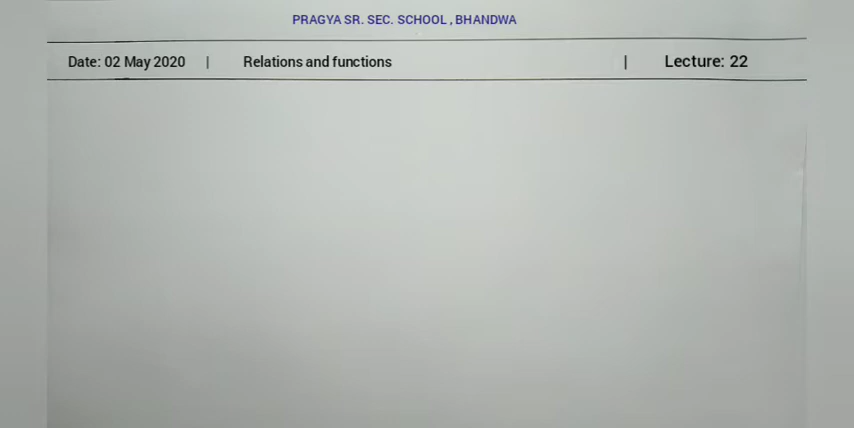 PRAGYA SR. SEC. SCHOOL , BHANDWA
Date: 02 May 2020 | Relations and functions | Lecture: 22